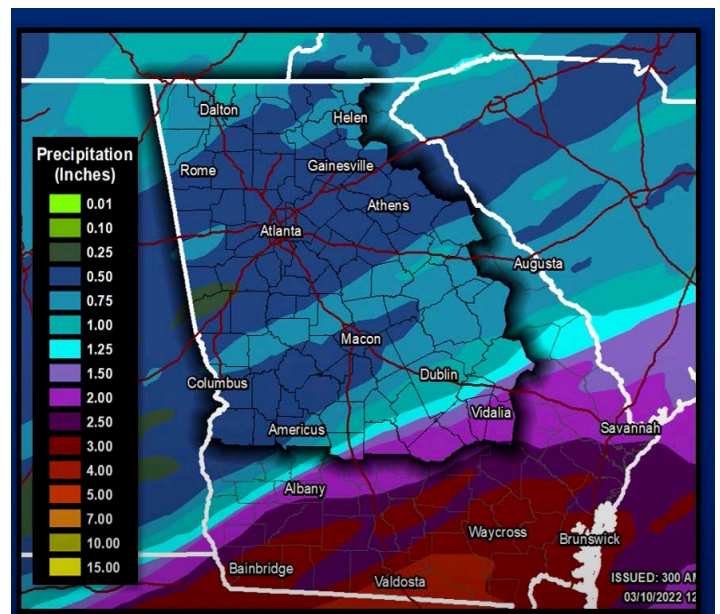 Dalton
Helen
Precipitation
(Inches)
Rome
Gainesville
0.01
Athens
0.10
Atlanta
0.25
Augusta
0.50
0.75
1.00
Macon
1.25
1.50
Dublin
Columbus
2.00
Vidalia
2.50
Americus
Savannah
3.00
4.00
Albany
5.00
Waycross
7.00
Brunswick
10.00
Bainbridge
15.00
Valdosta
ISSUED: 300 AM
03/10/2022 12